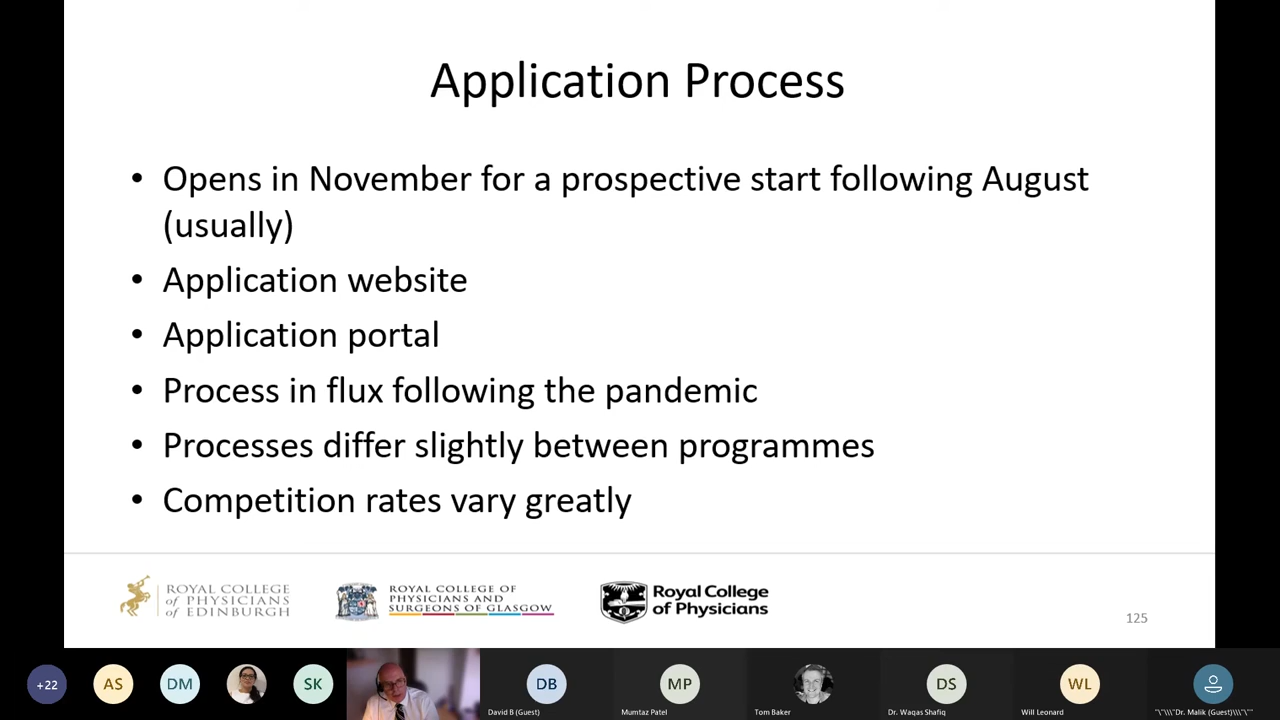 Application Process
• Opens in November for a prospective start following August
(usually)
• Application website
• Application portal
• Process in flux following the pandemic
• Processes differ slightly between programmes
• Competition rates vary greatly
ROYAL COLLEGE
of PHYSICIANS
of EDINBURGH
ROYAL COLLEGE OF
PHYSICIANS AND
SURGEONS OF GLASGOW
Royal College
of Physicians
125
+22
AS
DM
SK
DB
MP
DS
WL
David B (Guest)
Mumtaz Patel
Tom Baker
Dr. Waqas Shafiq
Will Leonard
"\"\\\"Dr. Malik (Guest)\\\"\""